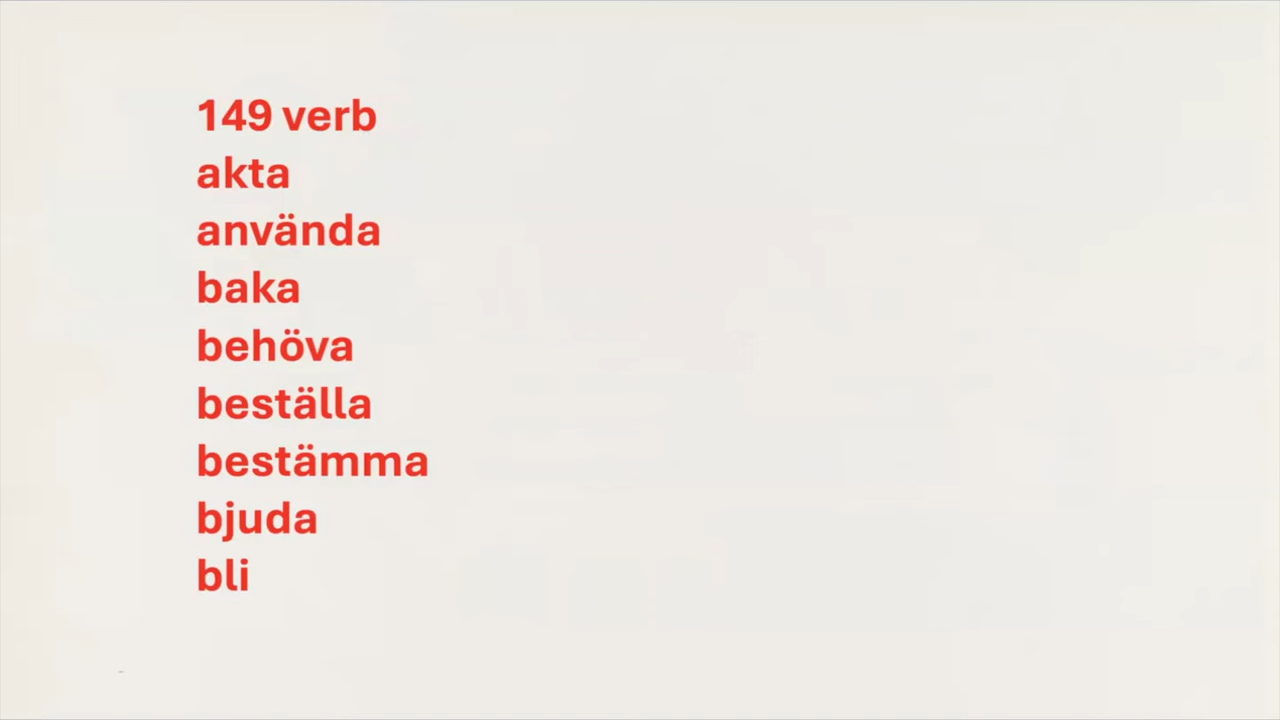 149 verb
akta
använda
baka
behöva
beställa
bestämma
bjuda
bli